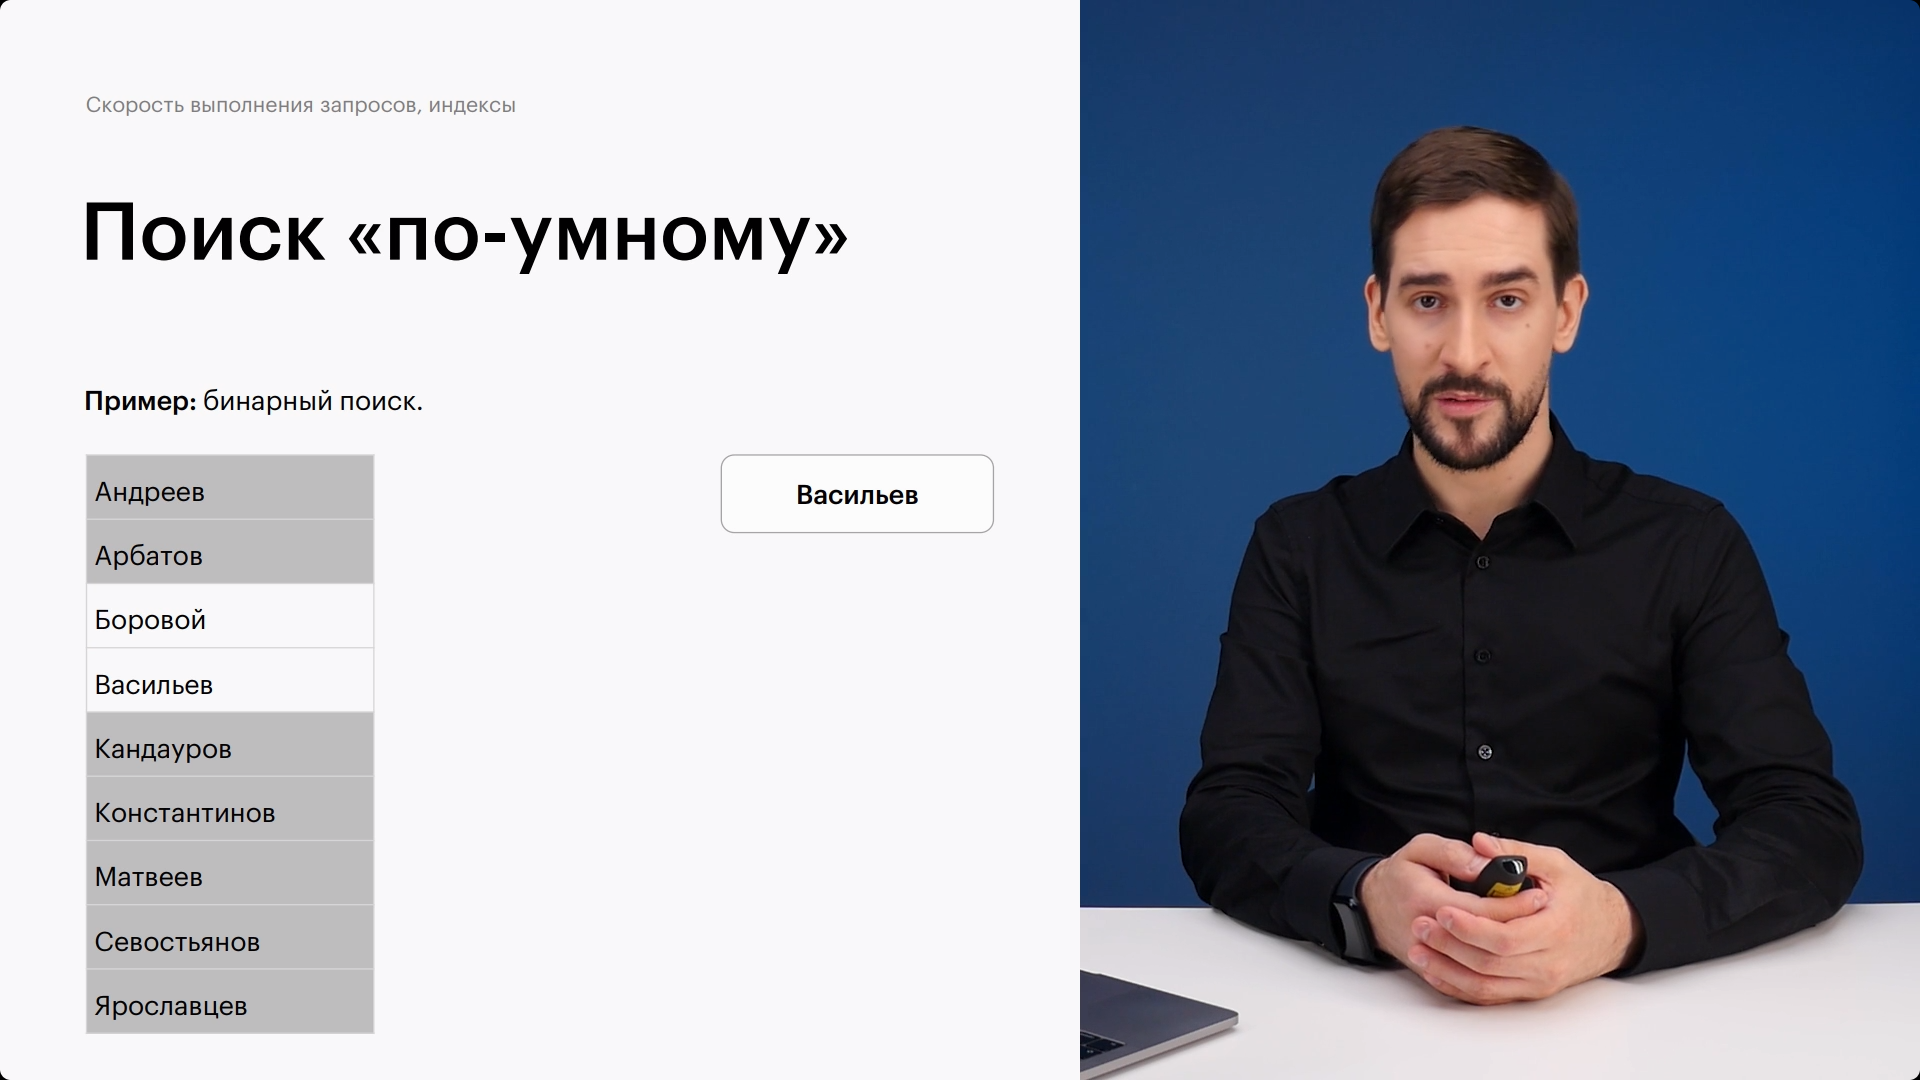 Скорость выполнения запросов, индексы
Поиск «по-умному»
Пример: бинарный поиск.
Андреев
Васильев
Арбатов
Боровой
Васильев
Кандауров
Константинов
Матвеев
Севостьянов
Ярославцев